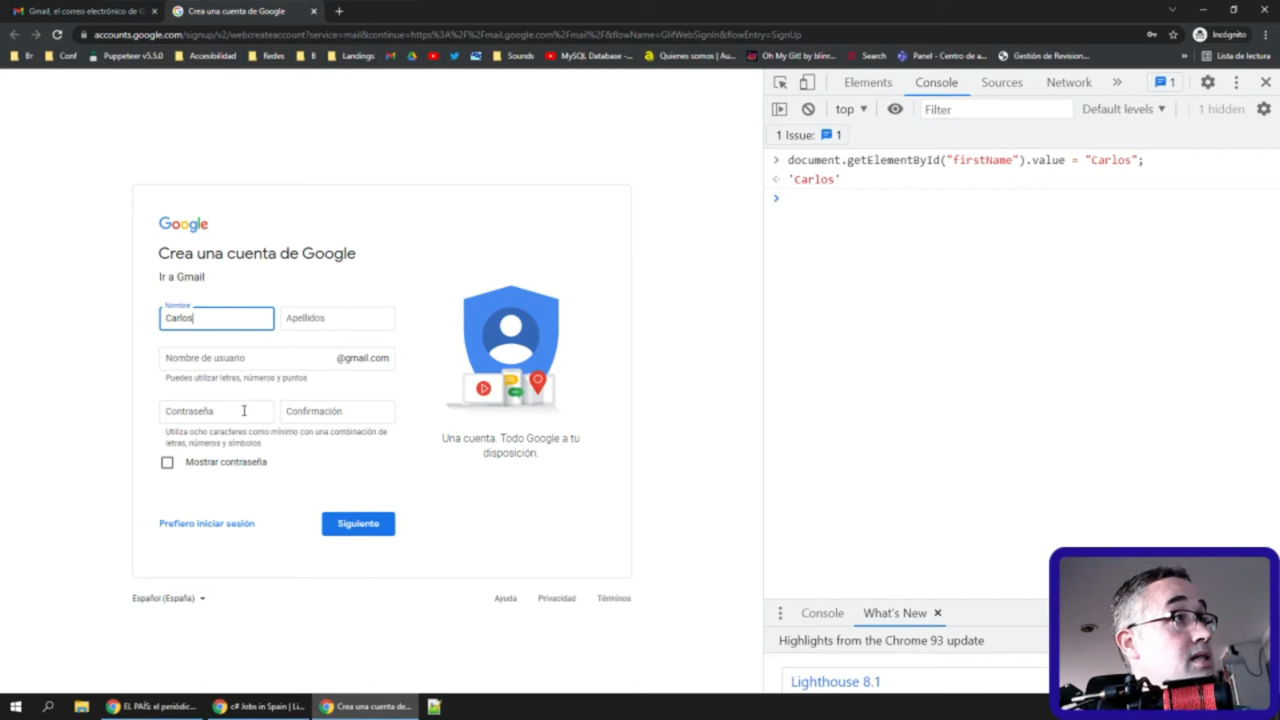 Gmail, el correo electrónico de G
Crea una cuenta de Google
accounts.google.com/signup/v2/webcreateaccount?service=mail&continue=https%3A%2F%2Fmail.google.com%2Fmail%2F&flowName=GlifWebSignIn&flowEntry=SignUp
Incógnito
Br
Conf
Puppeteer v5.5.0
Accesibilidad
Redes
B
Landings
Sounds
MySQL Database -...
Quienes somos | Au...
Oh My Git! by blinr...
Search
Panel - Centro de a...
Gestión de Revision...
»
Lista de lectura
Elements
Console
Sources
Network
»
1
top
Filter
Default levels
1 hidden
1 Issue:
1
> document.getElementById("firstName").value = "Carlos";
< 'Carlos'
>
Google
Crea una cuenta de Google
Ir a Gmail
Nombre
Carlos
Apellidos
Nombre de usuario
@gmail.com
Puedes utilizar letras, números y puntos
Contraseña
Confirmación
Utiliza ocho caracteres como mínimo con una combinación de
letras, números y símbolos
Mostrar contraseña
Prefiero iniciar sesión
Siguiente
Una cuenta. Todo Google a tu
disposición.
Español (España)
Ayuda
Privacidad
Términos
Console
What's New
Highlights from the Chrome 93 update
Lighthouse 8.1
EL PAÍS: el periódic...
c# Jobs in Spain | Li...
Crea una cuenta de...